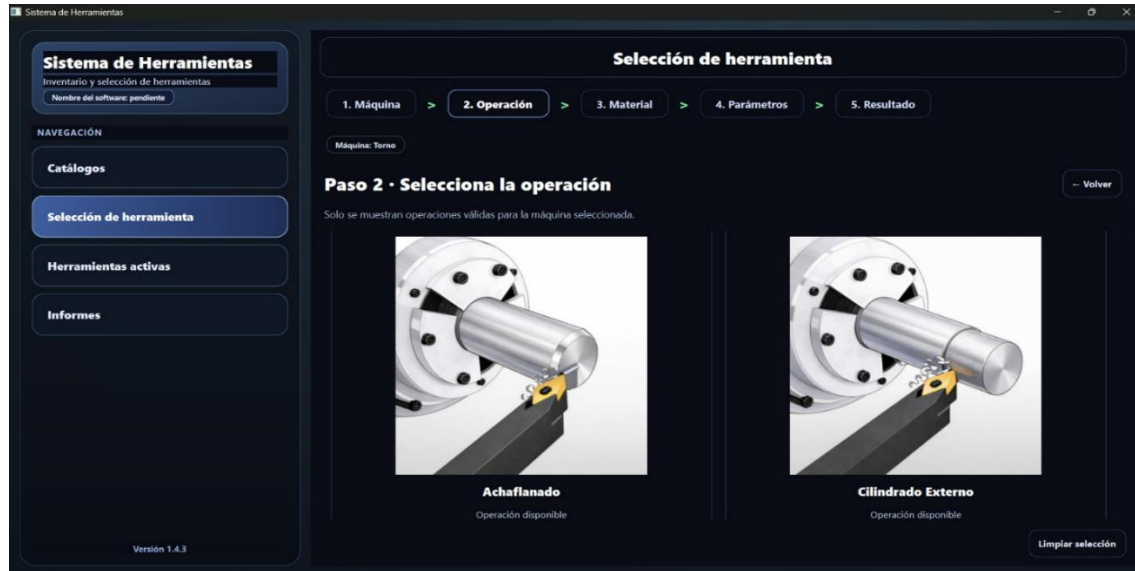 Sistema de Herramientas
Sistema de Herramientas
Inventario y selección de herramientas
Nombre del software: pendiente
NAVEGACIÓN
Catálogos
Selección de herramienta
Herramientas activas
Informes
Versión 1.4.3
Selección de herramienta
1. Máquina > 2. Operación > 3. Material > 4. Parámetros > 5. Resultado
Máquina: Torno
Paso 2 · Selecciona la operación
← Volver
Solo se muestran operaciones válidas para la máquina seleccionada.
Achaflanado
Operación disponible
Cilindrado Externo
Operación disponible
Limpiar selección